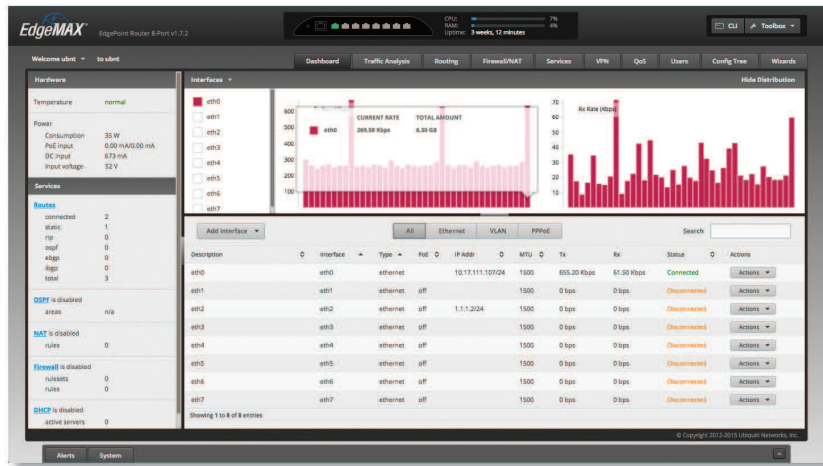 EdgeMAX EdgePoint Router 8-Port v1.7.2
CPU: 7%
RAM: 4%
Uptime: 3 weeks, 12 minutes
CLI Toolbox
Welcome ubnt to ubnt
Dashboard Traffic Analysis Routing Firewall/NAT Services VPN QoS Users Config Tree Wizards
Hardware
Temperature normal
Power
Consumption 35 W
PoE input 0.00 mA/0.00 mA
DC input 673 mA
Input voltage 52 V
Services
Routes
connected 2
static 1
rip 0
ospf 0
ebgp 0
ibgp 0
total 3
OSPF is disabled
areas n/a
NAT is disabled
rules 0
Firewall is disabled
rulesets 0
rules 0
DHCP is disabled
active servers 0
Interfaces Hide Distribution
eth0
eth1
eth2
eth3
eth4
eth5
eth6
eth7
600
500
400
300
200
100
CURRENT RATE TOTAL AMOUNT
eth0 269.08 Kbps 6.30 GB
Rx Rate (Kbps)
70
60
50
40
30
20
10
Add Interface All Ethernet VLAN PPPoE Search
Description Interface Type PoE IP Addr MTU Tx Rx Status Actions
eth0 eth0 ethernet 10.17.111.107/24 1500 655.20 Kbps 61.50 Kbps Connected Actions
eth1 eth1 ethernet off 1500 0 bps 0 bps Disconnected Actions
eth2 eth2 ethernet off 1.1.1.2/24 1500 0 bps 0 bps Disconnected Actions
eth3 eth3 ethernet off 1500 0 bps 0 bps Disconnected Actions
eth4 eth4 ethernet off 1500 0 bps 0 bps Disconnected Actions
eth5 eth5 ethernet off 1500 0 bps 0 bps Disconnected Actions
eth6 eth6 ethernet off 1500 0 bps 0 bps Disconnected Actions
eth7 eth7 ethernet off 1500 0 bps 0 bps Disconnected Actions
Showing 1 to 8 of 8 entries
© Copyright 2012-2015 Ubiquiti Networks, Inc.
Alerts System